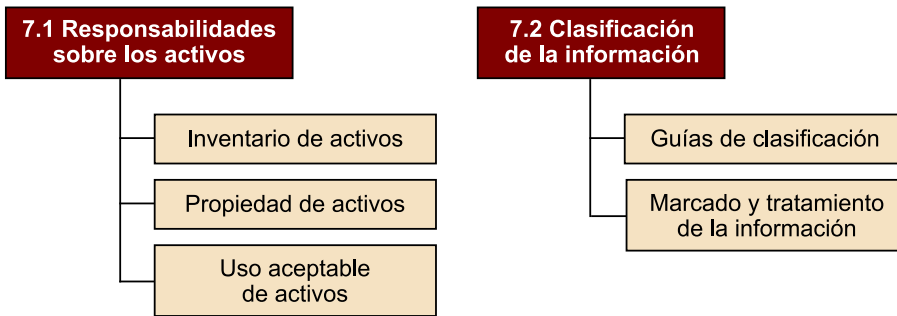 7.1 Responsabilidades
sobre los activos
Inventario de activos
Propiedad de activos
Uso aceptable
de activos
7.2 Clasificación
de la información
Guías de clasificación
Marcado y tratamiento
de la información